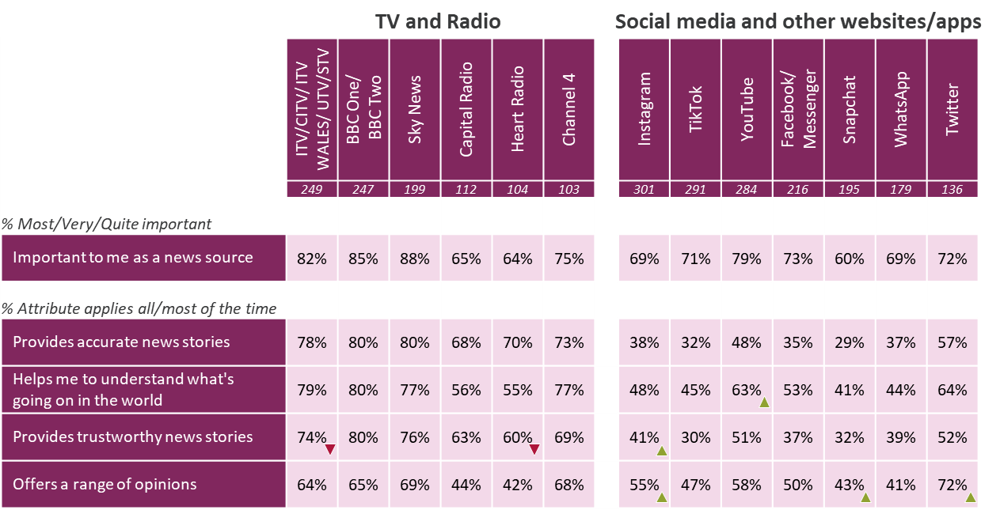 TV and Radio
Social media and other websites/apps
ITV/CITV/ ITV
WALES/ UTV/STV
BBC One/
BBC Two
Sky News
Capital Radio
Heart Radio
Channel 4
Instagram
TikTok
YouTube
Facebook/
Messenger
Snapchat
WhatsApp
Twitter
249 247 199 112 104 103 301 291 284 216 195 179 136
% Most/Very/Quite important
Important to me as a news source 82% 85% 88% 65% 64% 75% 69% 71% 79% 73% 60% 69% 72%
% Attribute applies all/most of the time
Provides accurate news stories 78% 80% 80% 68% 70% 73% 38% 32% 48% 35% 29% 37% 57%
Helps me to understand what's
going on in the world 79% 80% 77% 56% 55% 77% 48% 45% 63% 53% 41% 44% 64%
Provides trustworthy news stories 74% 80% 76% 63% 60% 69% 41% 30% 51% 37% 32% 39% 52%
Offers a range of opinions 64% 65% 69% 44% 42% 68% 55% 47% 58% 50% 43% 41% 72%